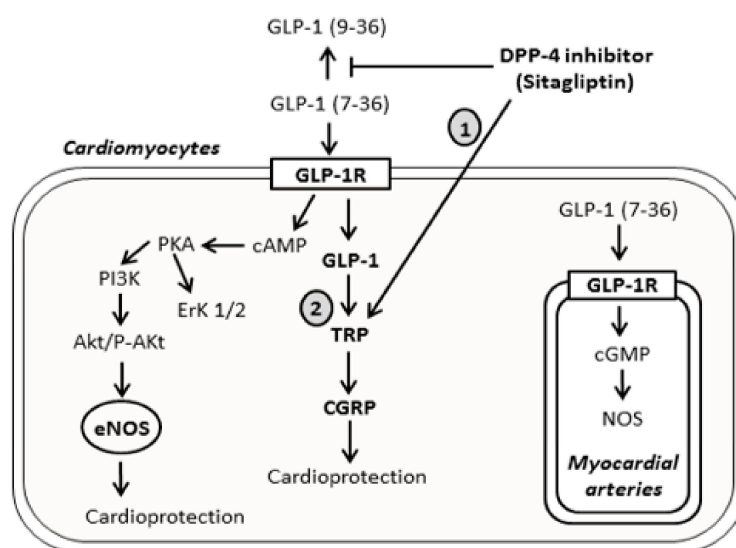 GLP-1 (9-36)
DPP-4 inhibitor
(Sitagliptin)
GLP-1 (7-36)
1
Cardiomyocytes
GLP-1R
GLP-1 (7-36)
PKA
cAMP
GLP-1
PI3K
ErK 1/2
GLP-1R
2
TRP
Akt/P-AKt
cGMP
CGRP
NOS
eNOS
Cardioprotection
Myocardial
arteries
Cardioprotection